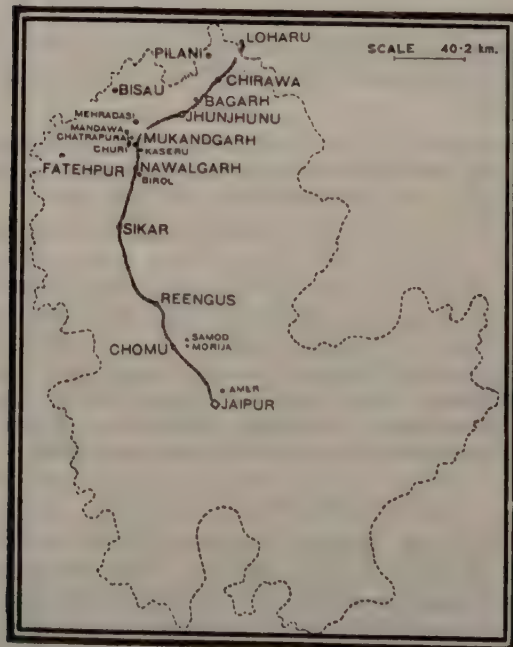 LOHARU
PILANI
SCALE 40·2 km.
CHIRAWA
BISAU
BAGARH
JHUNJHUNU
MEHRADASI
MANDAWA
MUKANDGARH
CHATRAPURA
CHURI
KASERU
FATEHPUR
NAWALGARH
BIROL
SIKAR
REENGUS
SAMOD
CHOMU
MORIJA
AMER
JAIPUR